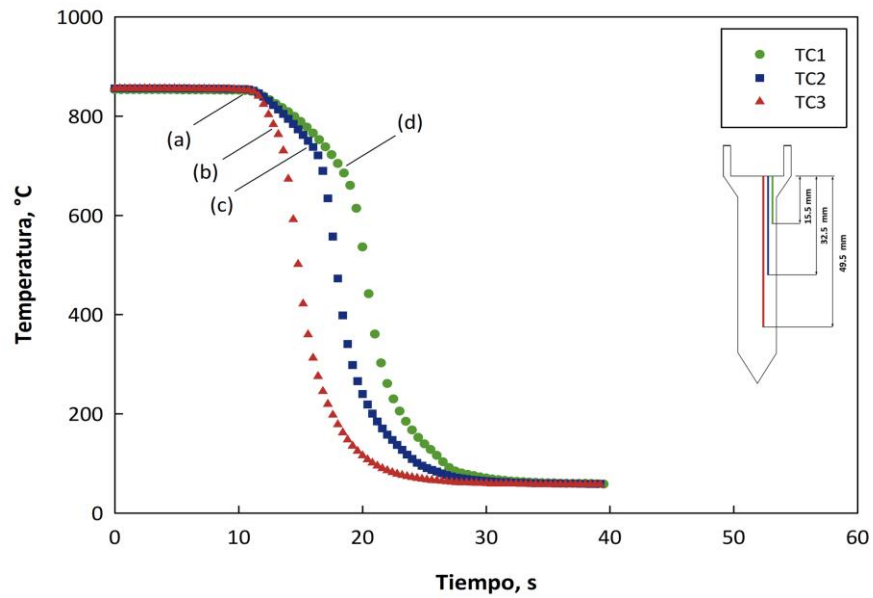 1000
800
600
400
200
0
0
10
20
30
40
50
60
Temperatura, °C
Tiempo, s
(a)
(b)
(c)
(d)
TC1
TC2
TC3
15.5 mm
32.5 mm
49.5 mm